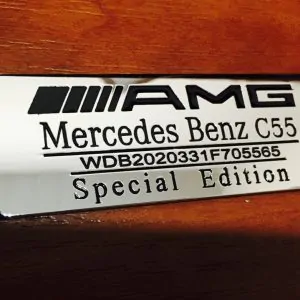 AMG
Mercedes Benz C55
WDB2020331F705565
Special Edition